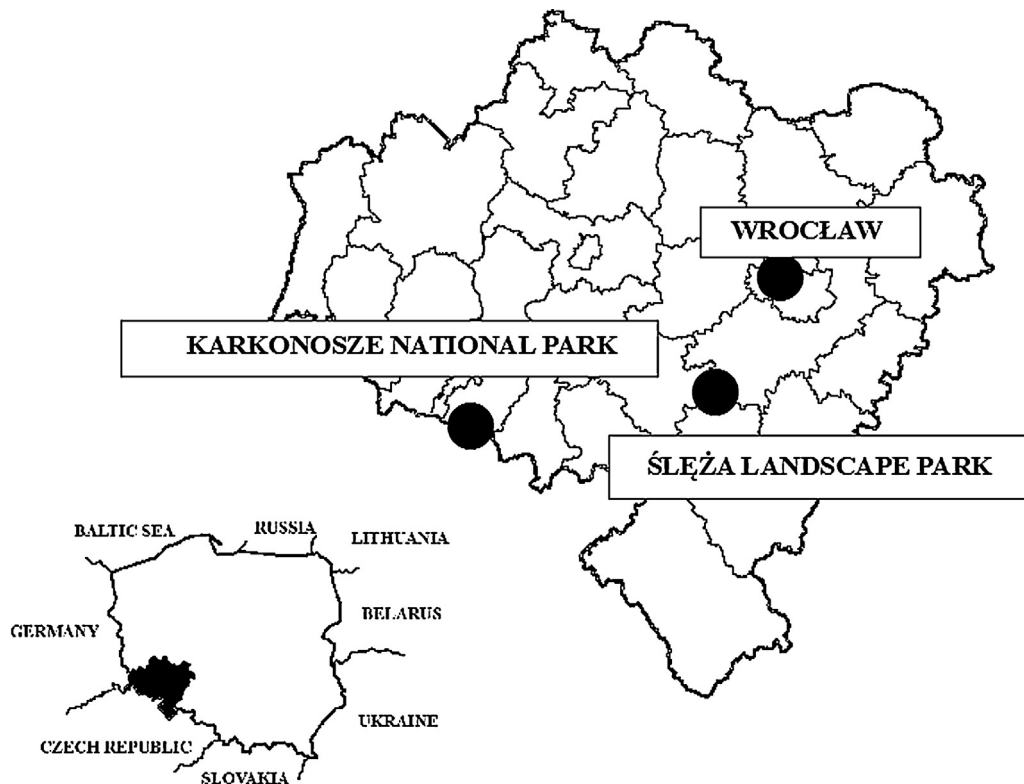 WROCŁAW
KARKONOSZE NATIONAL PARK
ŚLĘŻA LANDSCAPE PARK
BALTIC SEA
RUSSIA
LITHUANIA
GERMANY
BELARUS
UKRAINE
CZECH REPUBLIC
SLOVAKIA